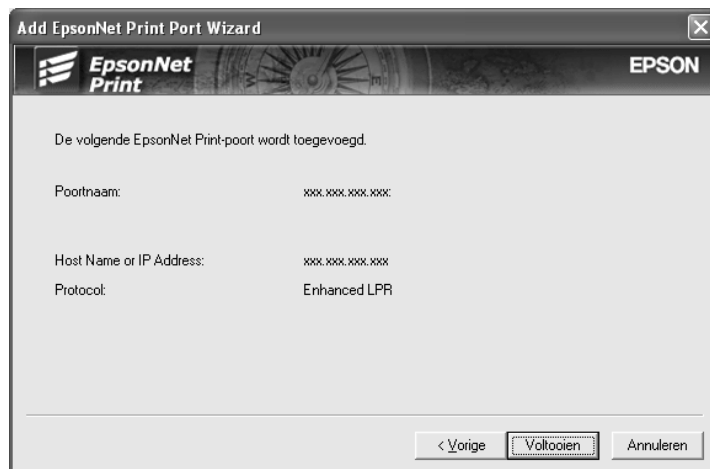 Add EpsonNet Print Port Wizard
EpsonNet
Print
EPSON
W
E
De volgende EpsonNet Print-poort wordt toegevoegd.
Poortnaam: xxx.xxx.xxx.xxx:
Host Name or IP Address: xxx.xxx.xxx.xxx
Protocol: Enhanced LPR
< Vorige Voltooien Annuleren